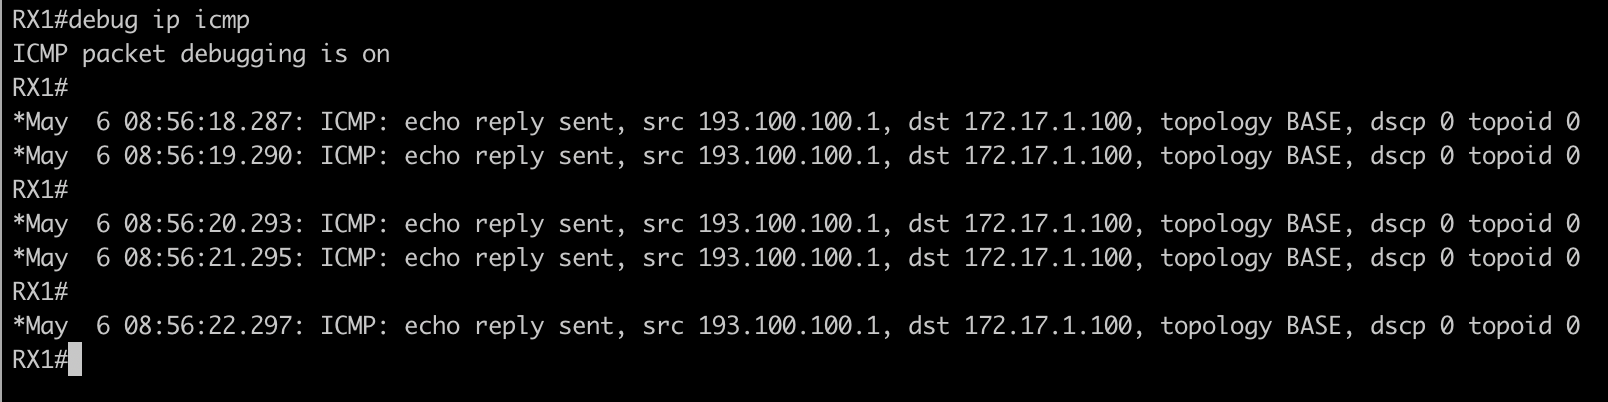 RX1#debug ip icmp
ICMP packet debugging is on
RX1#
*May  6 08:56:18.287: ICMP: echo reply sent, src 193.100.100.1, dst 172.17.1.100, topology BASE, dscp 0 topoid 0
*May  6 08:56:19.290: ICMP: echo reply sent, src 193.100.100.1, dst 172.17.1.100, topology BASE, dscp 0 topoid 0
RX1#
*May  6 08:56:20.293: ICMP: echo reply sent, src 193.100.100.1, dst 172.17.1.100, topology BASE, dscp 0 topoid 0
*May  6 08:56:21.295: ICMP: echo reply sent, src 193.100.100.1, dst 172.17.1.100, topology BASE, dscp 0 topoid 0
RX1#
*May  6 08:56:22.297: ICMP: echo reply sent, src 193.100.100.1, dst 172.17.1.100, topology BASE, dscp 0 topoid 0
RX1#